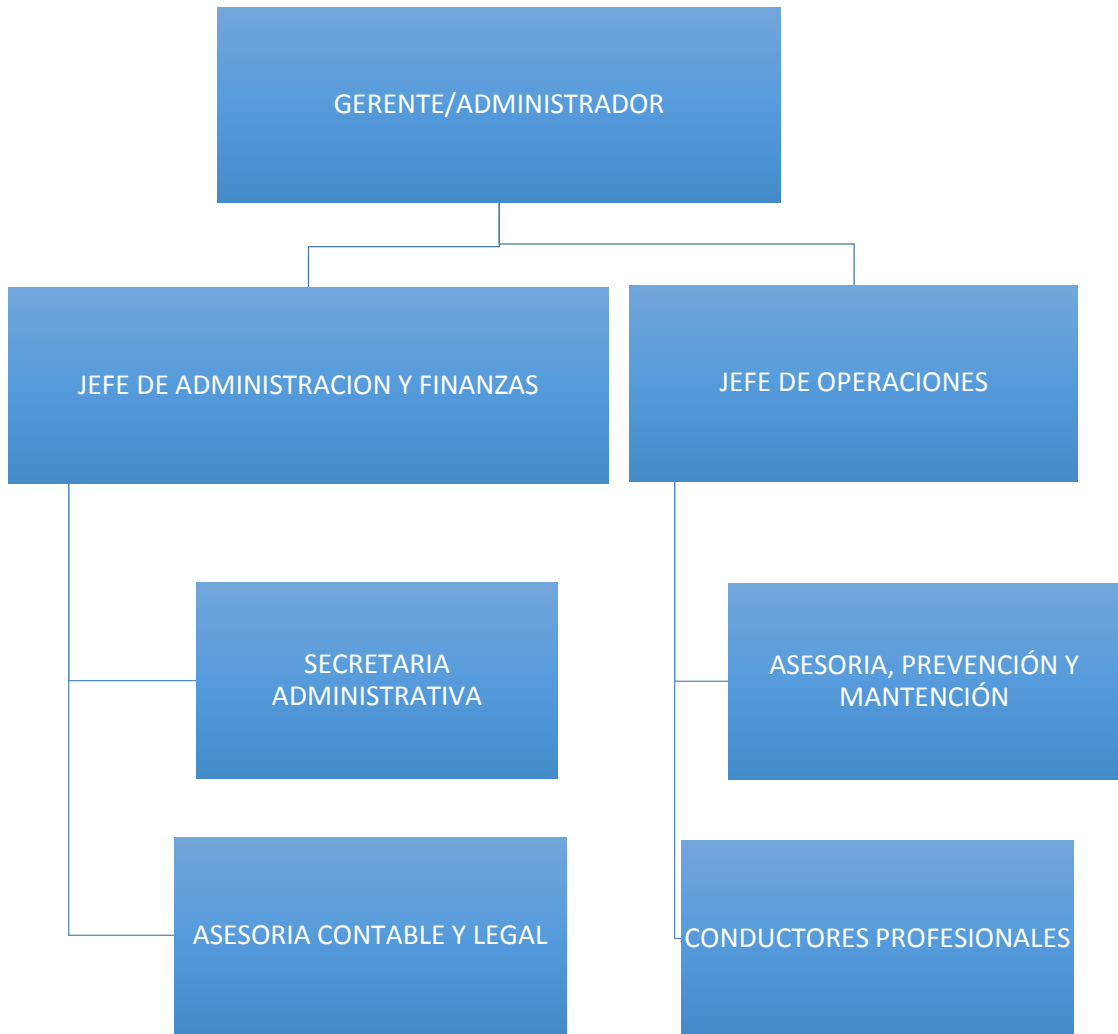 GERENTE/ADMINISTRADOR
JEFE DE ADMINISTRACION Y FINANZAS
JEFE DE OPERACIONES
SECRETARIA
ADMINISTRATIVA
ASESORIA, PREVENCIÓN Y
MANTENCIÓN
ASESORIA CONTABLE Y LEGAL
CONDUCTORES PROFESIONALES